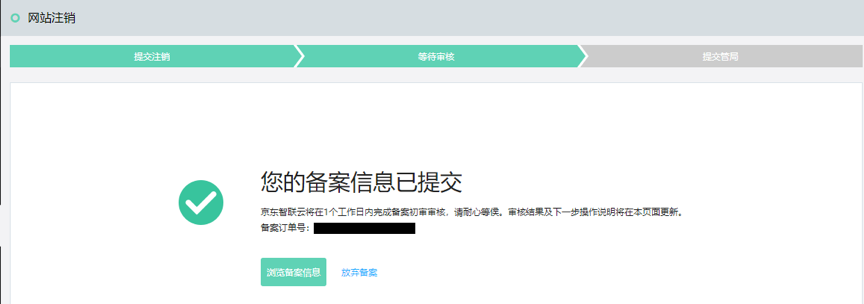 网站注销
提交注销
等待审核
提交管局
您的备案信息已提交
京东智联云将在1个工作日内完成备案初审审核，请耐心等侯。审核结果及下一步操作说明将在本页面更新。
备案订单号：
浏览备案信息
放弃备案